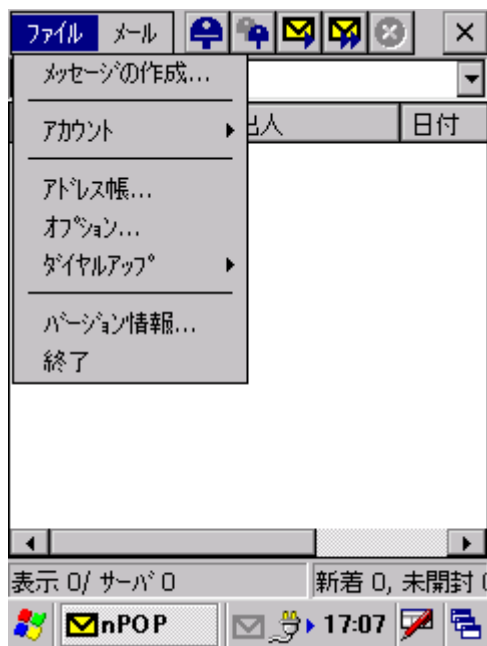 ファイル メール
メッセージの作成...
アカウント
出人 日付
アドレス帳...
オプション...
ダイヤルアップ
バージョン情報...
終了
表示 0/ サーバ 0 新着 0, 未開封
nPOP 17:07